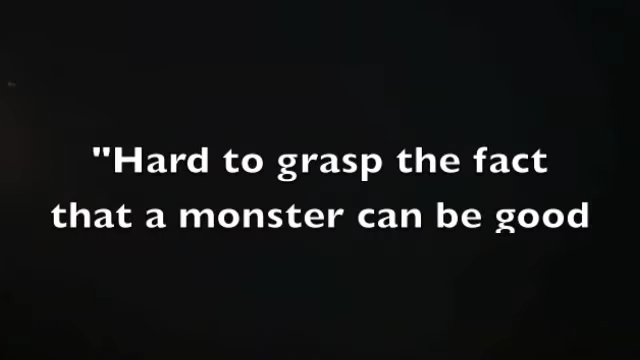 "Hard to grasp the fact
that a monster can be good